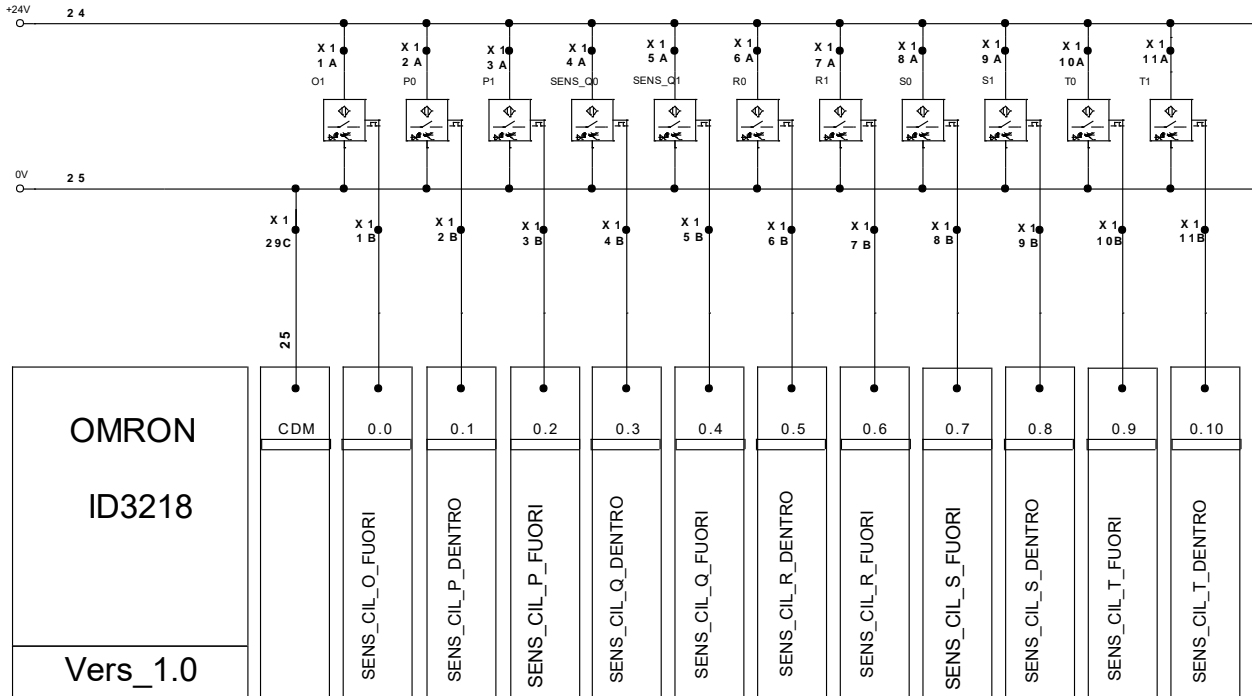 +24V
24
X1 X1 X1 X1 X1 X1 X1 X1 X1 X1 X1
1A 2A 3A 4A 5A 6A 7A 8A 9A 10A 11A
O1 P0 P1 SENS_Q0 SENS_Q1 R0 R1 S0 S1 T0 T1
0V
25
X1 X1 X1 X1 X1 X1 X1 X1 X1 X1 X1 X1
29C 1B 2B 3B 4B 5B 6B 7B 8B 9B 10B 11B
25
OMRON
ID3218
Vers_1.0
CDM 0.0 0.1 0.2 0.3 0.4 0.5 0.6 0.7 0.8 0.9 0.10
SENS_CIL_O_FUORI
SENS_CIL_P_DENTRO
SENS_CIL_P_FUORI
SENS_CIL_Q_DENTRO
SENS_CIL_Q_FUORI
SENS_CIL_R_DENTRO
SENS_CIL_R_FUORI
SENS_CIL_S_FUORI
SENS_CIL_S_DENTRO
SENS_CIL_T_FUORI
SENS_CIL_T_DENTRO